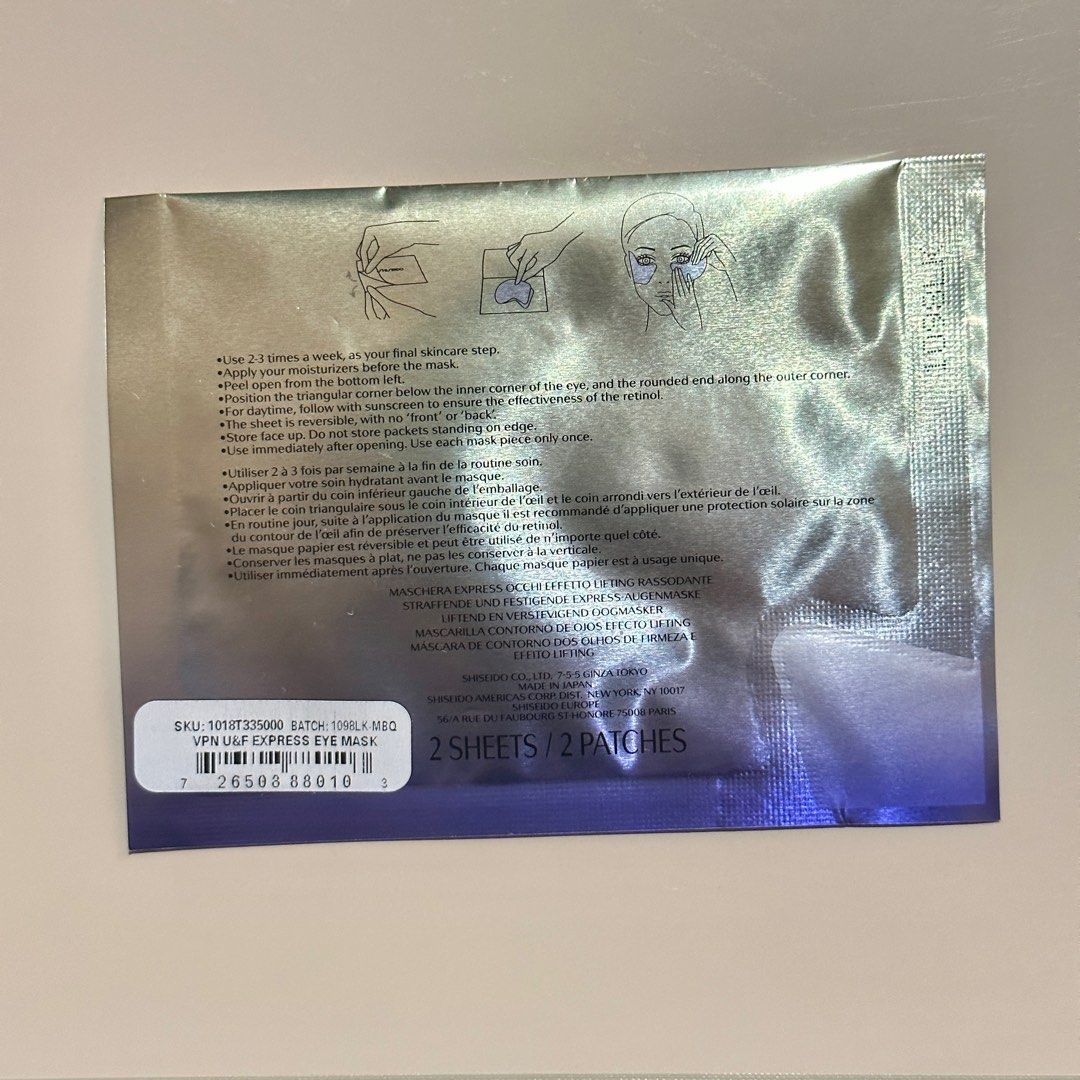 SHISEIDO
•Use 2-3 times a week, as your final skincare step.
•Apply your moisturizers before the mask.
•Peel open from the bottom left.
•Position the triangular corner below the inner corner of the eye, and the rounded end along the outer corner.
•For daytime, follow with sunscreen to ensure the effectiveness of the retinol.
•The sheet is reversible, with no ‘front’ or ‘back’.
•Store face up. Do not store packets standing on edge.
•Use immediately after opening. Use each mask piece only once.
•Utiliser 2 à 3 fois par semaine à la fin de la routine soin.
•Appliquer votre soin hydratant avant le masque.
•Ouvrir à partir du coin inférieur gauche de l’emballage.
•Placer le coin triangulaire sous le coin intérieur de l’œil et le coin arrondi vers l’extérieur de l’œil.
•En routine jour, suite à l’application du masque il est recommandé d’appliquer une protection solaire sur la zone
du contour de l’œil afin de préserver l’efficacité du retinol.
•Le masque papier est réversible et peut être utilisé de n’importe quel côté.
•Conserver les masques à plat, ne pas les conserver à la verticale.
•Utiliser immédiatement après l’ouverture. Chaque masque papier est à usage unique.
MASCHERA EXPRESS OCCHI EFFETTO LIFTING RASSODANTE
STRAFFENDE UND FESTIGENDE EXPRESS-AUGENMASKE
LIFTEND EN VERSTEVIGEND OOGMASKER
MASCARILLA CONTORNO DE OJOS EFECTO LIFTING
MÁSCARA DE CONTORNO DOS OLHOS DE FIRMEZA E
EFEITO LIFTING
SHISEIDO CO., LTD. 7-5-5 GINZA TOKYO
MADE IN JAPAN
SHISEIDO AMERICAS CORP. DIST. NEW YORK, NY 10017
SHISEIDO EUROPE
56/A RUE DU FAUBOURG ST-HONORE 75008 PARIS
2 SHEETS / 2 PATCHES
SKU: 1018T335000 BATCH: 1098LK-MBQ
VPN U&F EXPRESS EYE MASK
7 26508 88010 3